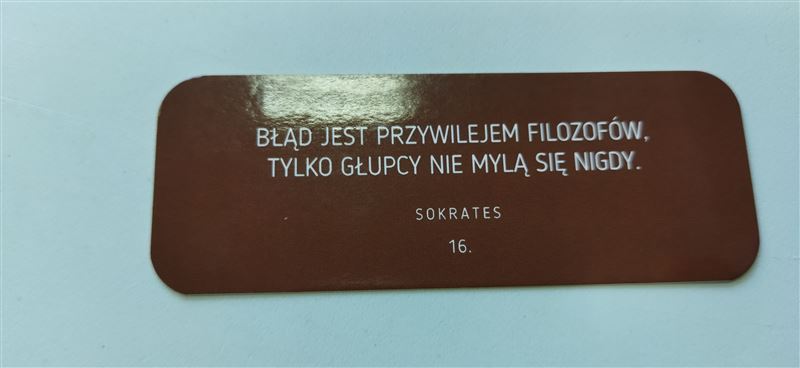 BŁĄD JEST PRZYWILEJEM FILOZOFÓW,
TYLKO GŁUPCY NIE MYLĄ SIĘ NIGDY.
SOKRATES
16.